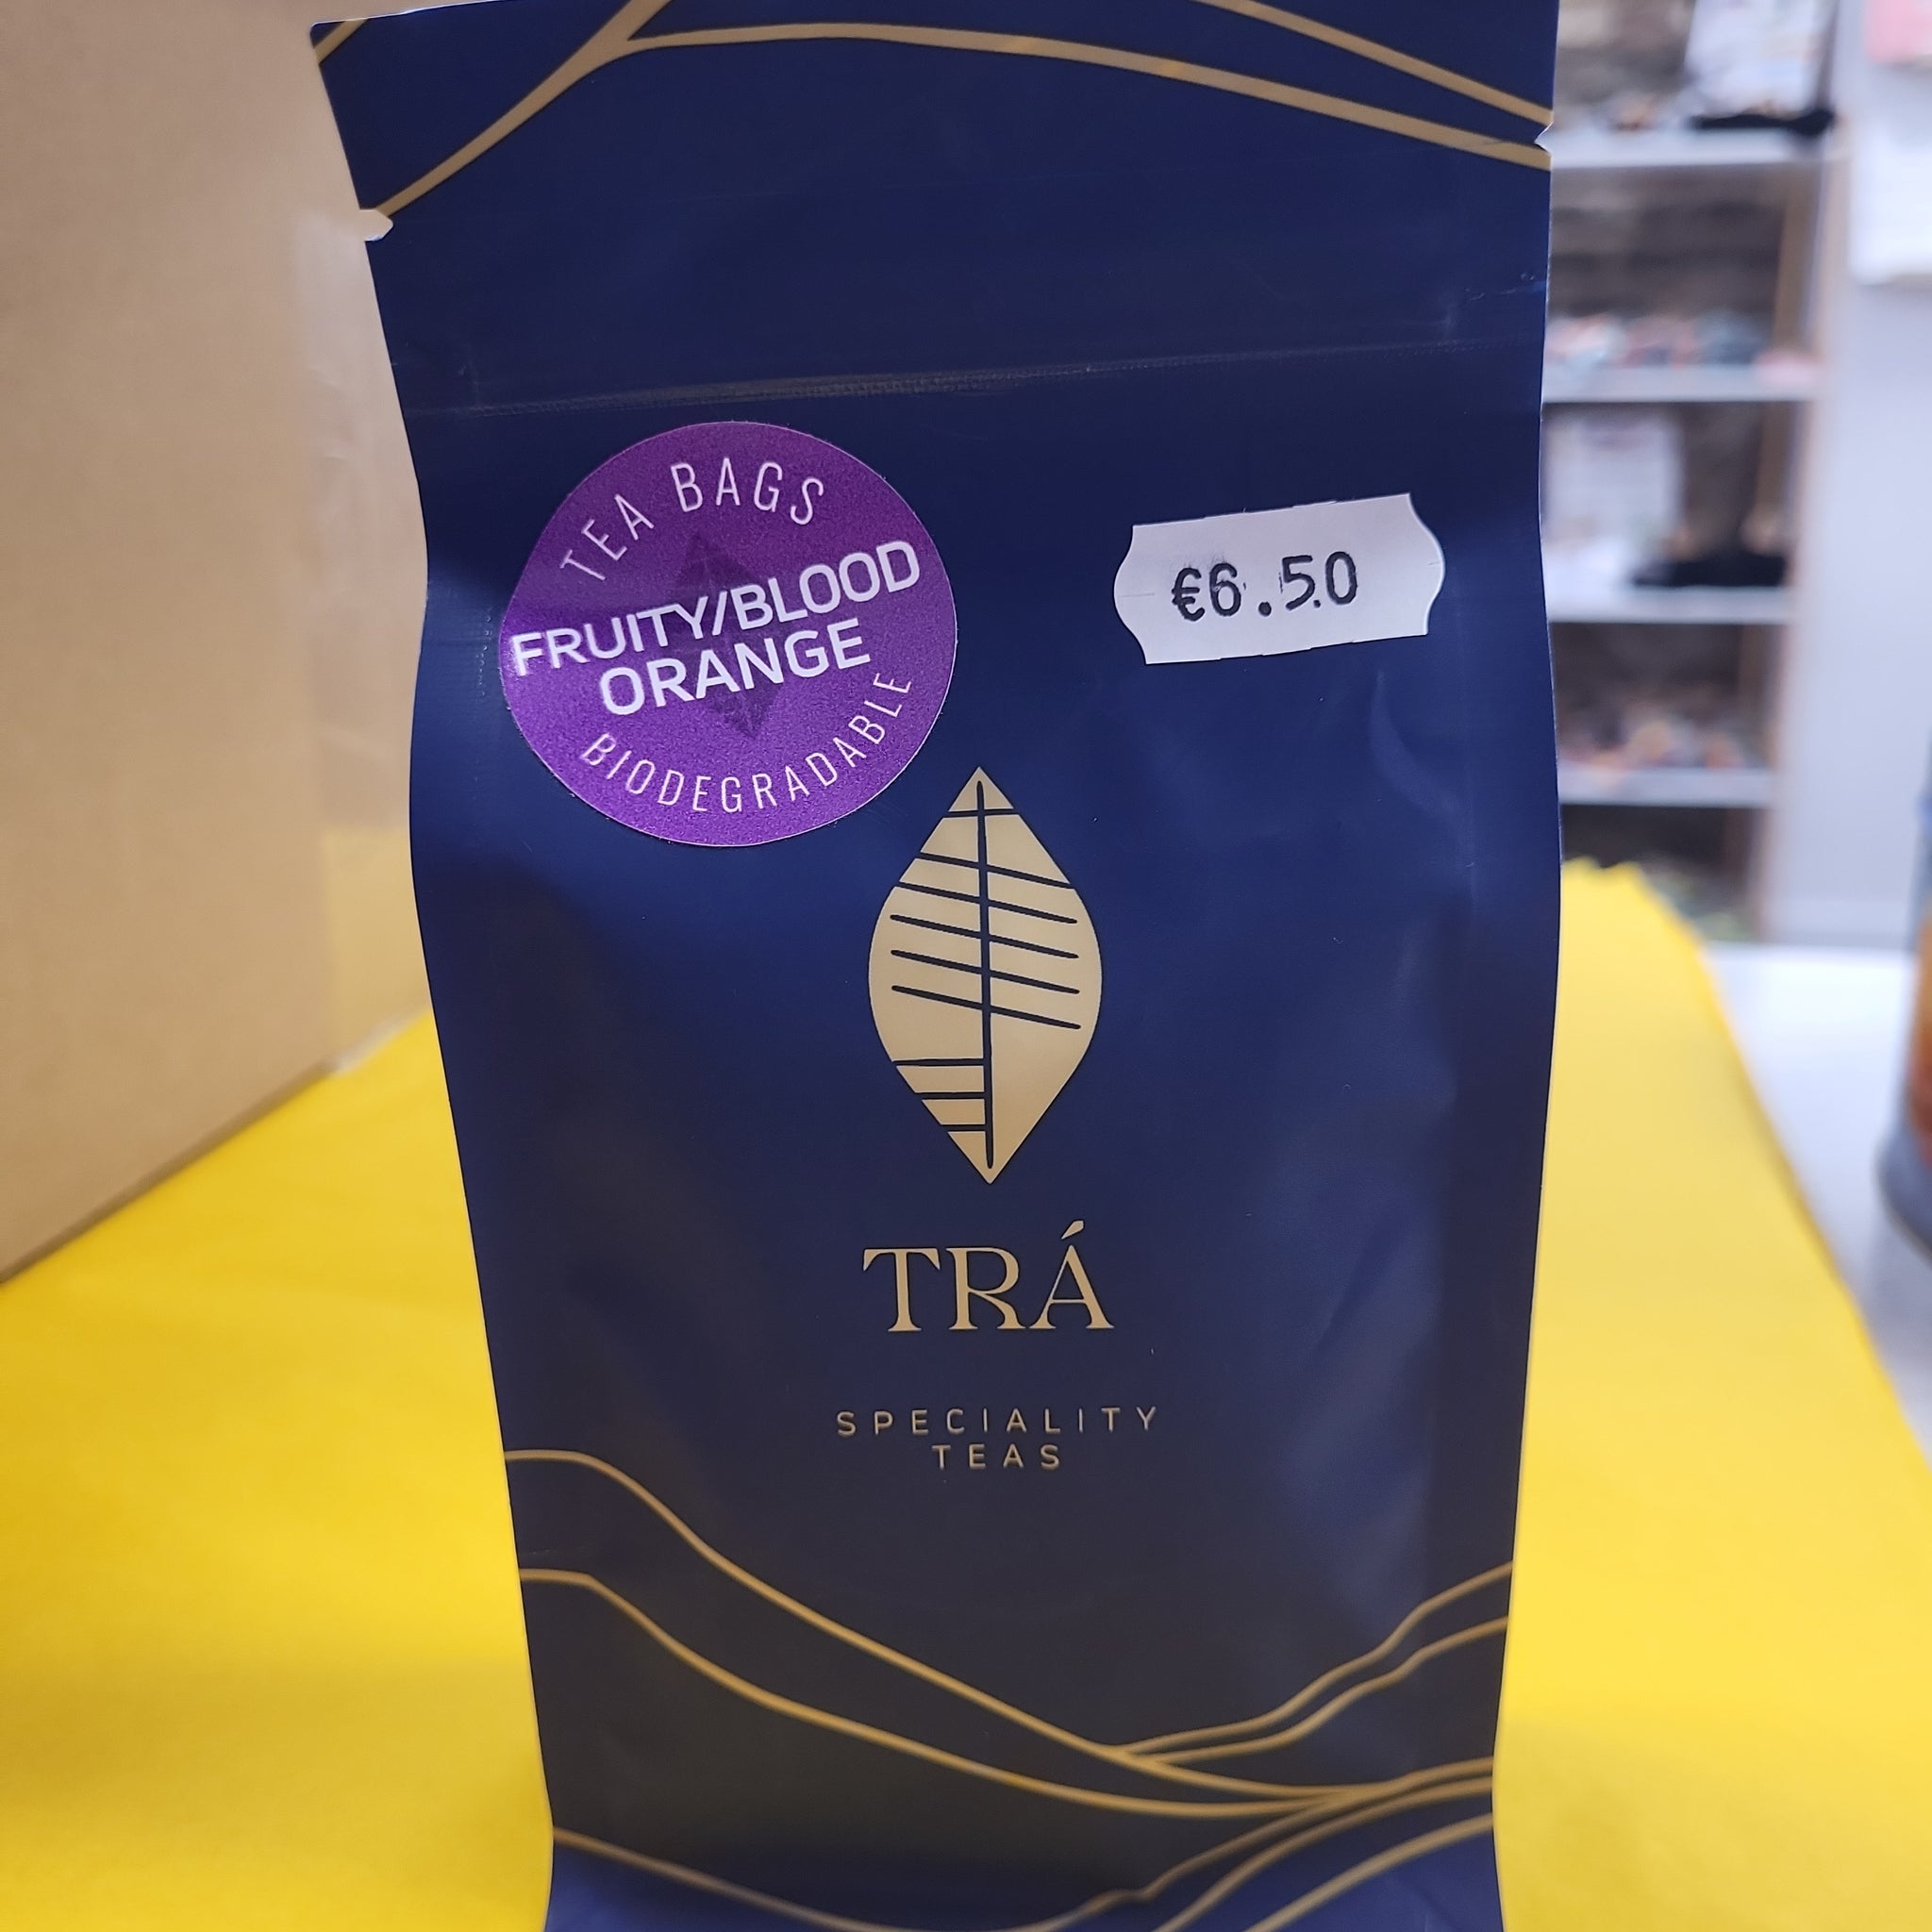 TEA BAGS
FRUITY/BLOOD
ORANGE
BIODEGRADABLE
€6.50
TRÁ
SPECIALITY
TEAS